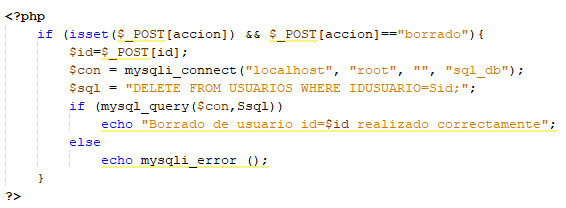 <?php
if (isset($_POST[accion]) && $_POST[accion]=="borrado"){
$id=$_POST[id];
$con = mysqli_connect("localhost", "root", "", "sql_db");
$sql = "DELETE FROM USUARIOS WHERE IDUSUARIO=Sid;";
if (mysql_query($con,Ssql))
echo "Borrado de usuario id=$id realizado correctamente";
else
echo mysqli_error ();
}
?>